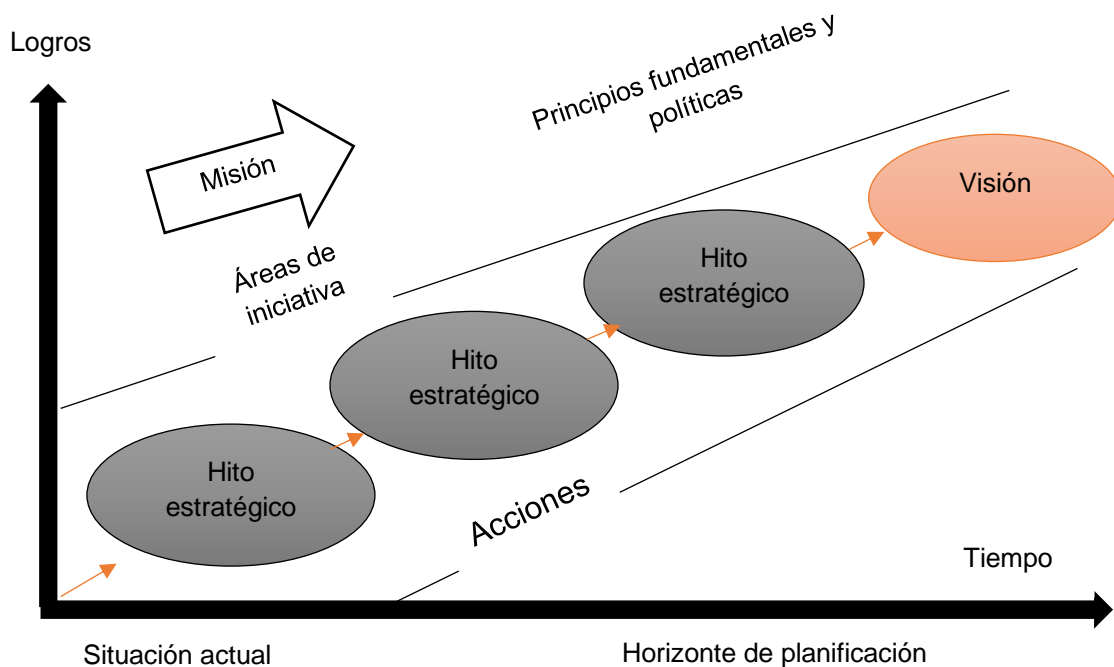 Logros
Principios fundamentales y
políticas
Misión
Visión
Áreas de
iniciativa
Hito
estratégico
Hito
estratégico
Hito
estratégico
Acciones
Tiempo
Situación actual
Horizonte de planificación